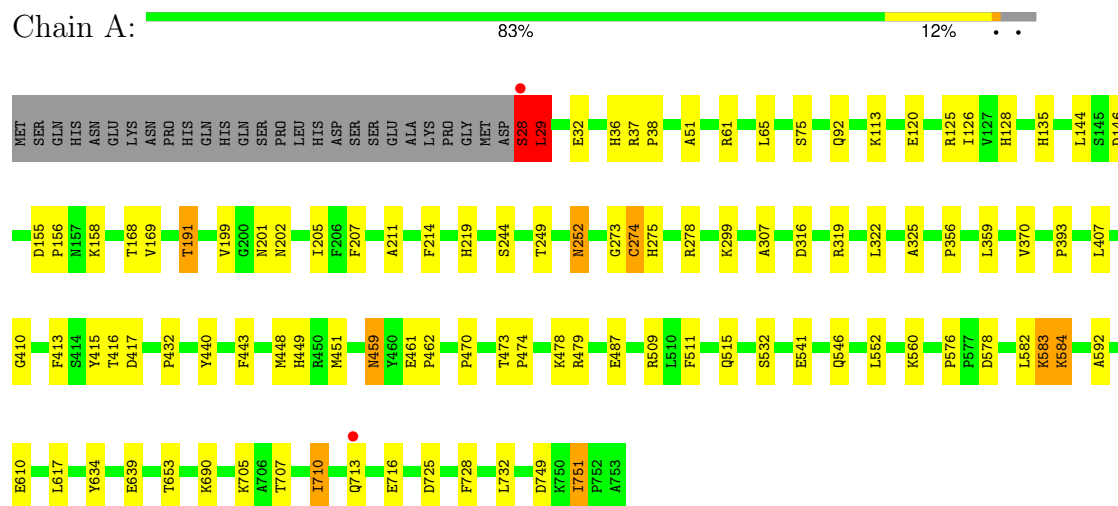 Chain A:
83% 12% • •
MET SER GLN HIS ASN GLU LYS ASN PRO HIS GLN HIS GLN SER PRO LEU HIS ASP SER SER GLU ALA LYS PRO GLY MET ASP S28 L29 E32 H36 R37 P38 A51 R61 L65 S75 Q92 K113 E120 R125 I126 V127 H128 H135 L144 S145 D146
D155 P156 N157 K158 T168 V169 T191 V199 G200 N201 N202 I205 F206 F207 A211 F214 H219 S244 T249 N252 G273 C274 H275 R278 K299 A307 D316 R319 L322 A325 P356 L359 V370 P393 L407
G410 F413 S414 Y415 T416 D417 P432 Y440 F443 M448 H449 R450 M451 N459 Y460 E461 P462 P470 T473 P474 K478 R479 E487 R509 L510 F511 Q515 S532 E541 Q546 L552 K560 P576 P577 D578 L582 K583 K584 A592
E610 L617 Y634 E639 T653 K690 K705 A706 T707 I710 Q713 E716 D725 F728 L732 D749 K750 I751 P752 A753